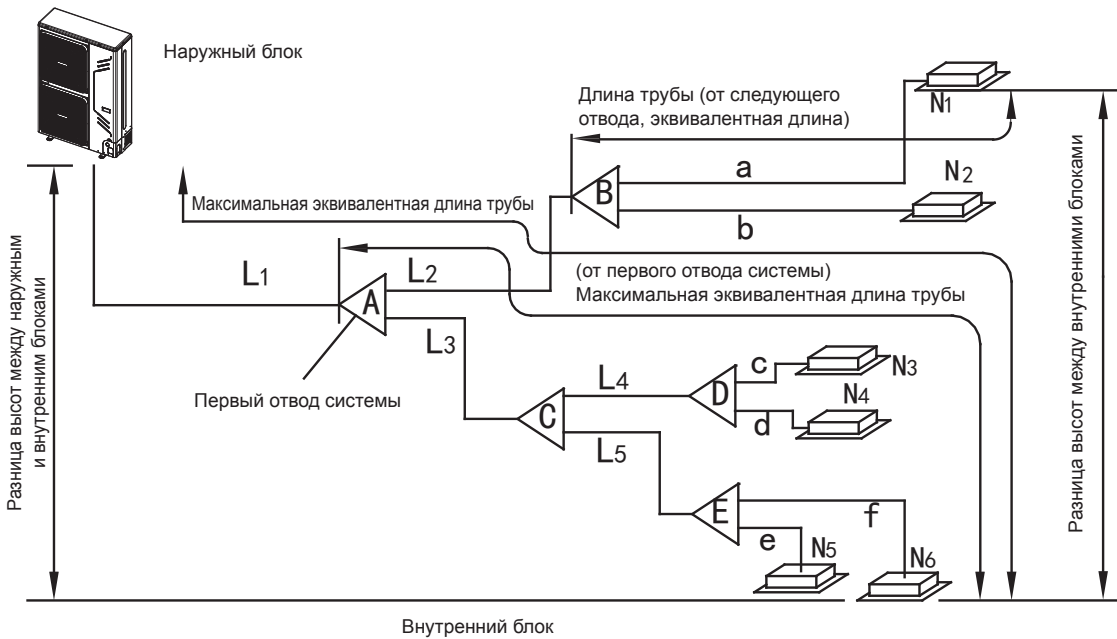 Наружный блок
Длина трубы (от следующего
отвода, эквивалентная длина)
N1
a
N2
B
b
Максимальная эквивалентная длина трубы
L1
L2
(от первого отвода системы)
Максимальная эквивалентная длина трубы
A
L3
Первый отвод системы
L4
C
L5
D
c
N3
N4
d
E
f
e
N5
N6
Разница высот между наружным
и внутренним блоками
Разница высот между внутренними блоками
Внутренний блок